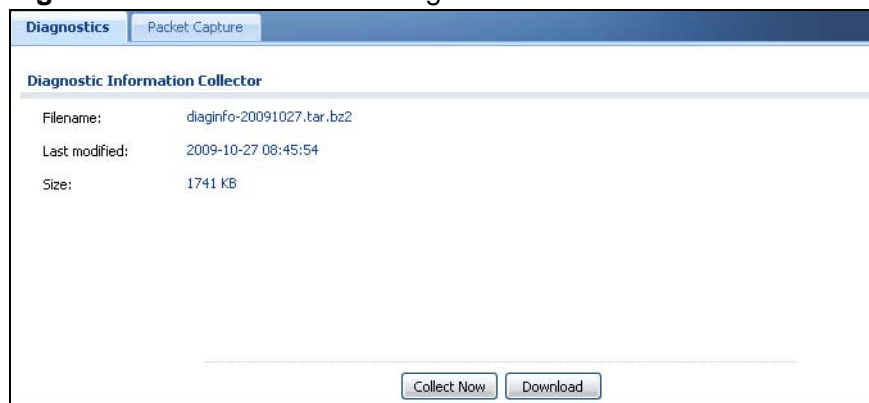 Diagnostics Packet Capture
Diagnostic Information Collector
Filename: diaginfo-20091027.tar.bz2
Last modified: 2009-10-27 08:45:54
Size: 1741 KB
Collect Now Download